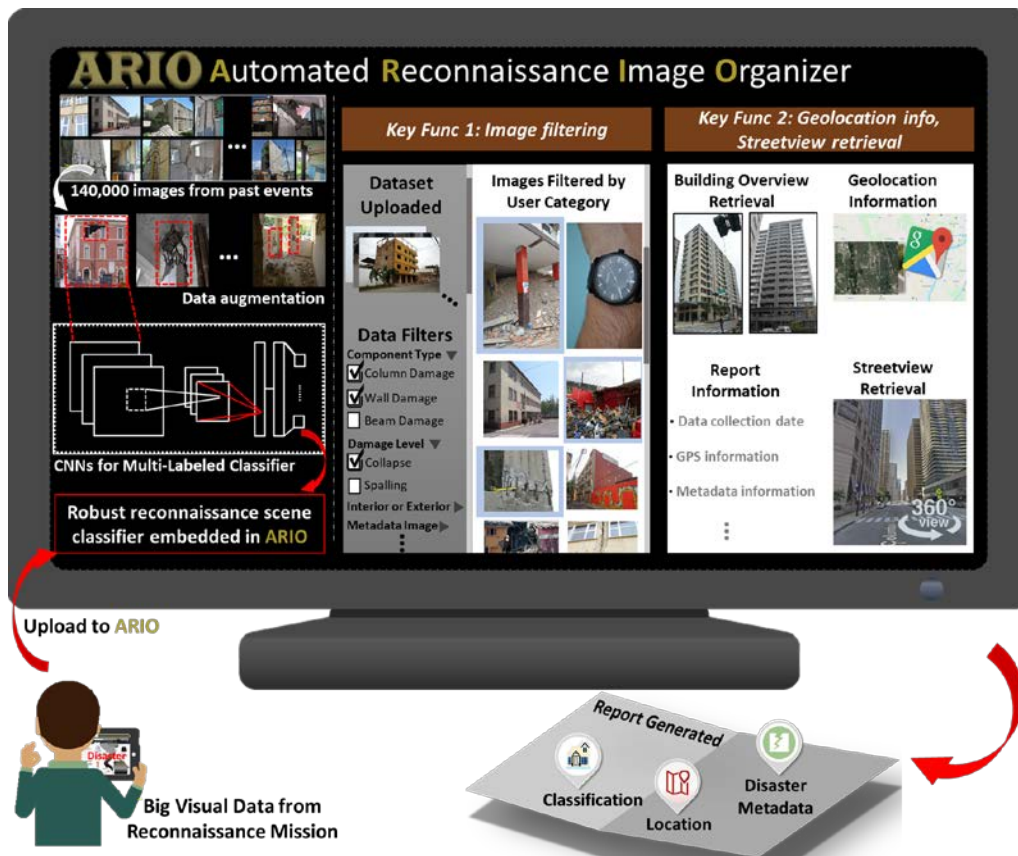 ARIO Automated Reconnaissance Image Organizer
140,000 images from past events
Data augmentation
CNNs for Multi-Labeled Classifier
Robust reconnaissance scene
classifier embedded in ARIO
Key Func 1: Image filtering
Dataset
Uploaded
Data Filters
Component Type
Column Damage
Wall Damage
Beam Damage
Damage Level
Collapse
Spalling
Interior or Exterior
Metadata Image
Images Filtered by
User Category
Key Func 2: Geolocation info,
Streetview retrieval
Building Overview
Retrieval
Geolocation
Information
g
Report
Information
• Data collection date
• GPS information
• Metadata information
Streetview
Retrieval
360°
view
Upload to ARIO
Disaster
Big Visual Data from
Reconnaissance Mission
Report Generated
Classification
Location
Disaster
Metadata